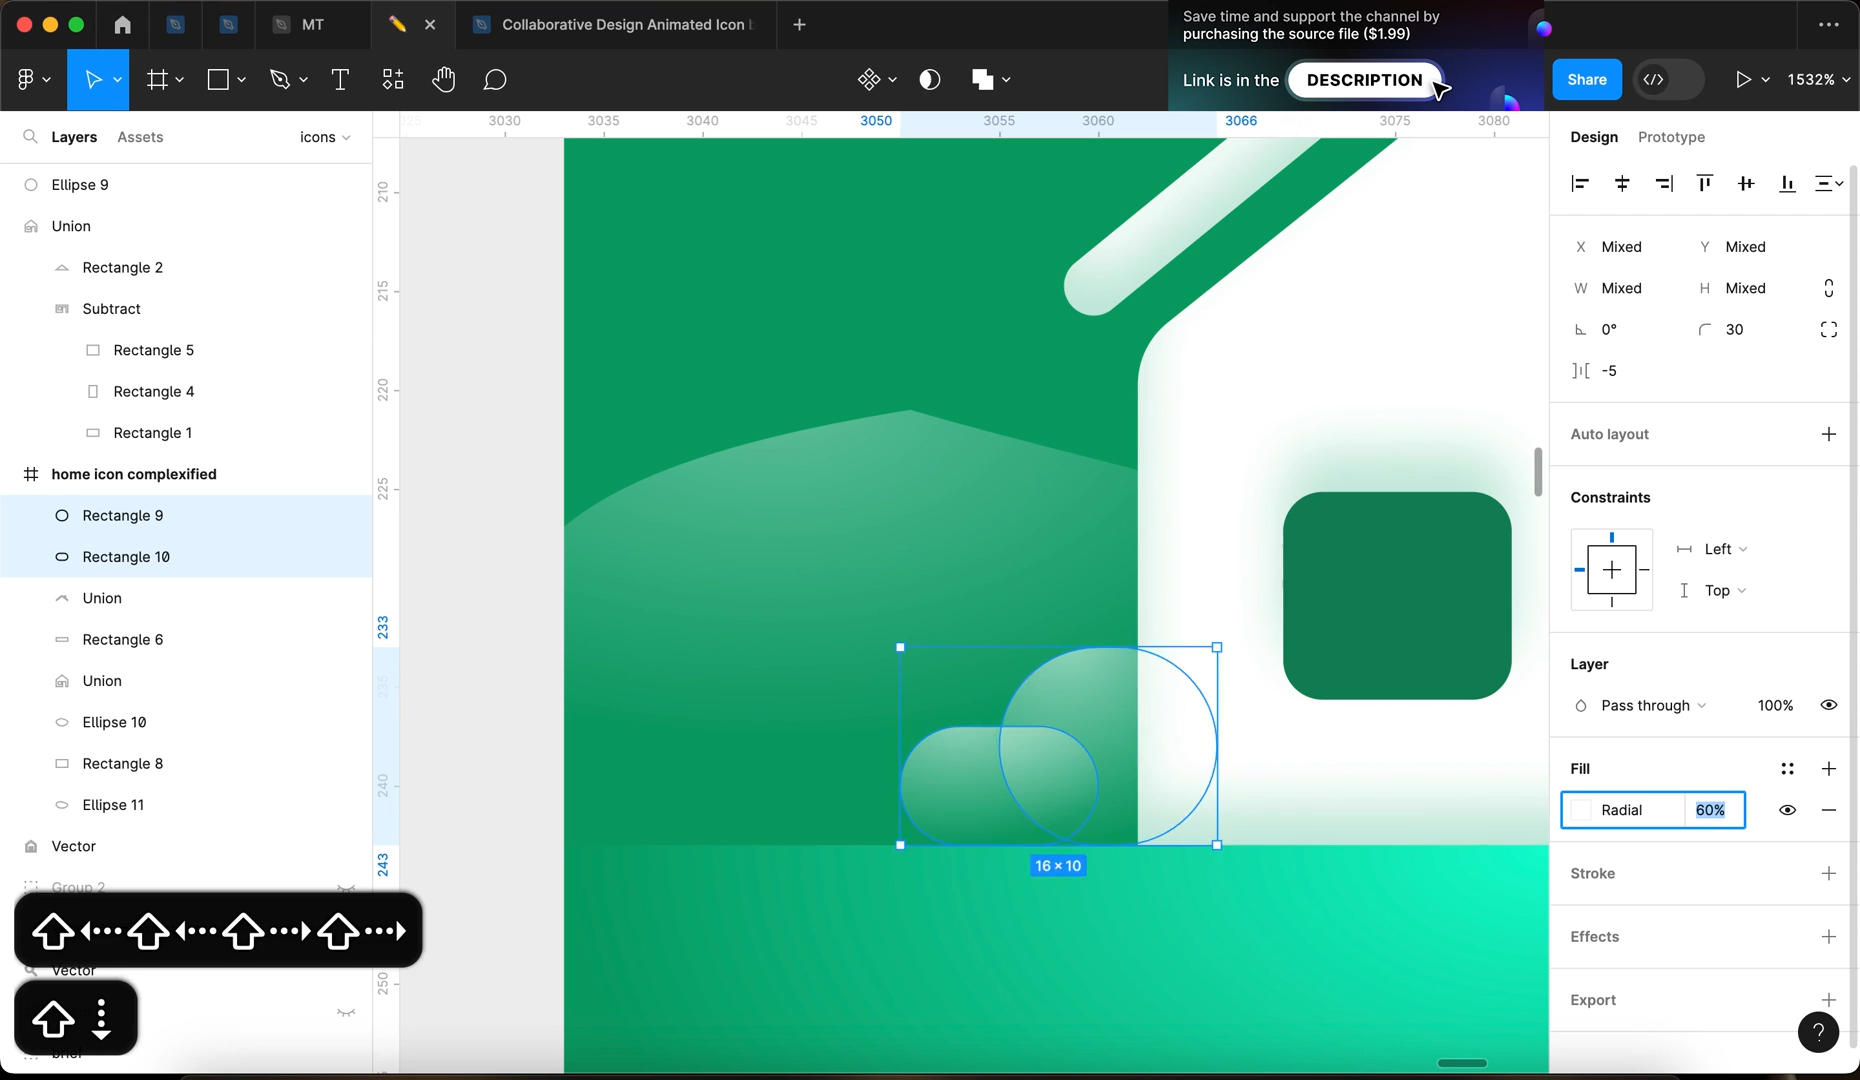 MT
Collaborative Design Animated Icon
Save time and support the channel by
purchasing the source file ($1.99)
Link is in the DESCRIPTION
Share
1532%
Layers
Assets
icons
3030
3035
3040
3045
3050
3055
3060
3066
3075
3080
Design
Prototype
Ellipse 9
Union
Rectangle 2
Subtract
Rectangle 5
Rectangle 4
Rectangle 1
home icon complexified
Rectangle 9
Rectangle 10
Union
Rectangle 6
Union
Ellipse 10
Rectangle 8
Ellipse 11
Vector
Group 2
Vector
brief
210
215
220
225
233
235
240
243
250
16 × 10
X Mixed
Y Mixed
W Mixed
H Mixed
0°
30
-5
Auto layout
Constraints
Left
Top
Layer
Pass through
100%
Fill
Radial
60%
Stroke
Effects
Export
?